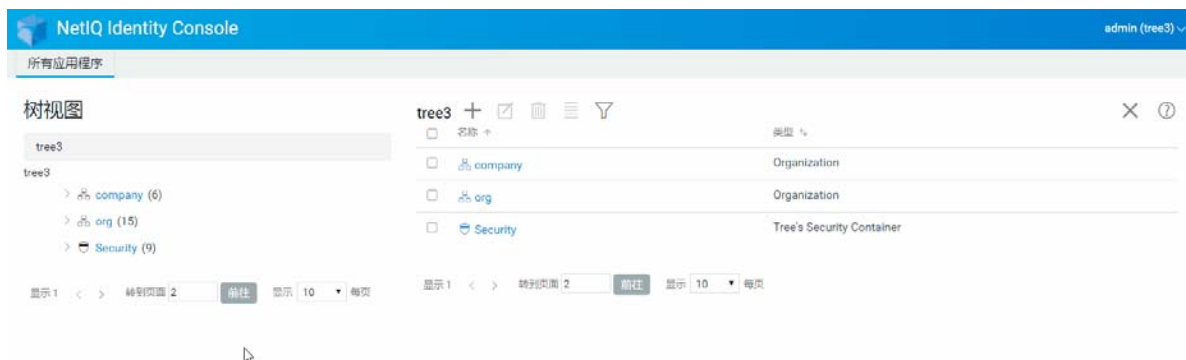 NetIQ Identity Console
admin (tree3)
所有应用程序
树视图
tree3
tree3
company (6)
org (15)
Security (9)
显示 1 < > 转到页面 2 前往 显示 10 每页
tree3
名称 类型
company Organization
org Organization
Security Tree's Security Container
显示 1 < > 转到页面 2 前往 显示 10 每页